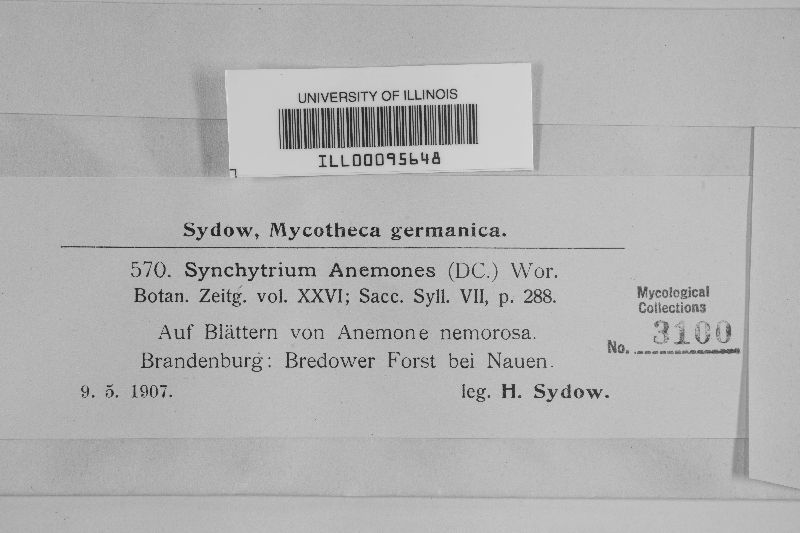 UNIVERSITY OF ILLINOIS
ILL00095648
Sydow, Mycotheca germanica.
570. Synchytrium Anemones (DC.) Wor.
Botan. Zeitg. vol. XXVI; Sacc. Syll. VII, p. 288.
Auf Blättern von Anemone nemorosa.
Brandenburg: Bredower Forst bei Nauen.
9. 5. 1907. leg. H. Sydow.
Mycological
Collections
No. 3100